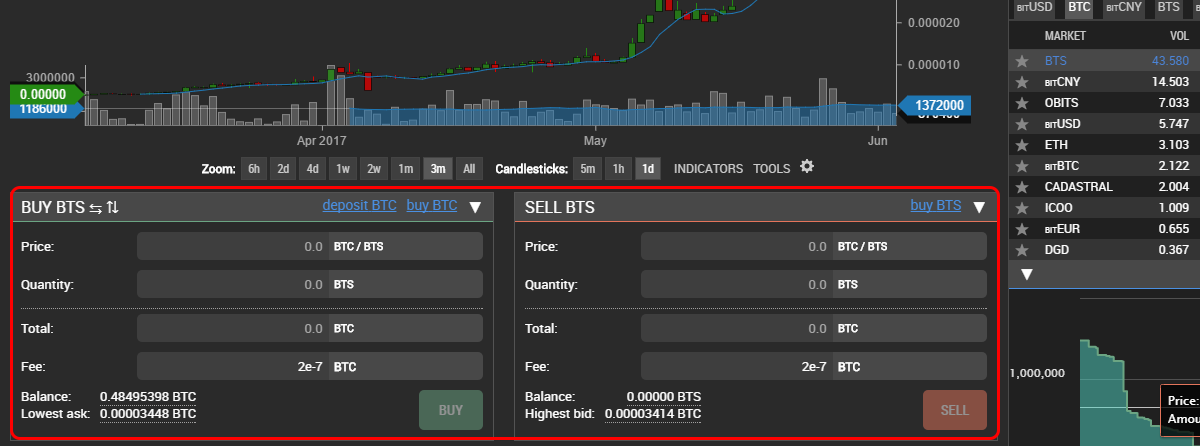 0.000020
0.000010
3000000
0.00000
1186000
1372000
Apr 2017 May Jun
Zoom: 6h 2d 4d 1w 2w 1m 3m All Candlesticks: 5m 1h 1d INDICATORS TOOLS
BUY BTS deposit BTC buy BTC
Price: 0.0 BTC / BTS
Quantity: 0.0 BTS
Total: 0.0 BTC
Fee: 2e-7 BTC
Balance: 0.48495398 BTC
Lowest ask: 0.00003448 BTC
BUY
SELL BTS buy BTS
Price: 0.0 BTC / BTS
Quantity: 0.0 BTS
Total: 0.0 BTC
Fee: 2e-7 BTC
Balance: 0.00000 BTS
Highest bid: 0.00003414 BTC
SELL
BITUSD BTC BITCNY BTS
MARKET VOL
BTS 43.580
BITCNY 14.503
OBITS 7.033
BITUSD 5.747
ETH 3.103
BITBTC 2.122
CADASTRAL 2.004
ICOO 1.009
BITEUR 0.655
DGD 0.367
1,000,000
Price:
Amou